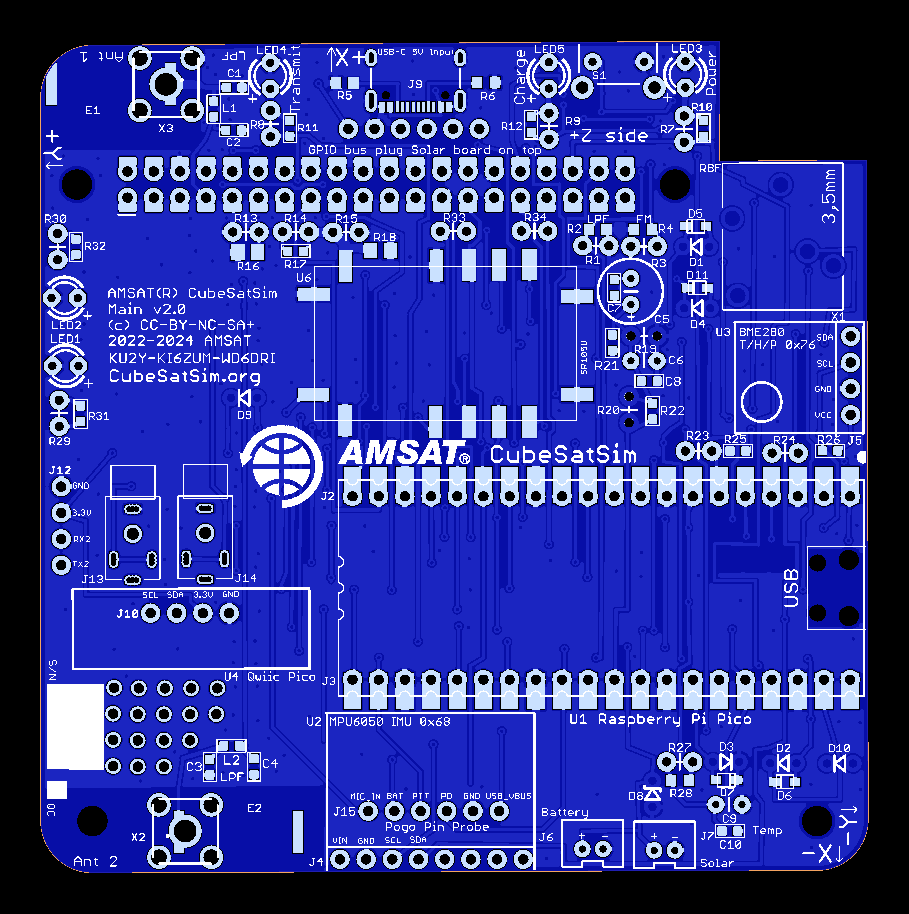 Ant 1
LPF
LED4
Transmit
X+
USB-C 5V input
J9
Charge
LED5
S1
LED3
Power
E1
X3
C1
L1
C2
R8
R11
R5
R6
R12
R9
+Z side
R7
R10
Y+
GPIO bus plug Solar board on top
RBF
3,5mm
X1
R30
R32
R13
R14
R15
R33
R34
LPF
FM
R2
R4
D5
R16
R17
R18
R1
R3
D1
U6
D11
C7
D4
LED2
AMSAT(R) CubeSatSim
Main v2.0
(c) CC-BY-NC-SA+
2022-2024 AMSAT
KU2Y-KI6ZUM-WD6DRI
CubeSatSim.org
LED1
SR105U
C5
R19
R21
C6
C8
U3
BME280
T/H/P 0x76
SDA
SCL
GND
VCC
J5
R31
R29
D9
R20
R22
R23
R25
R24
R26
AMSAT® CubeSatSim
J12
GND
3.3V
RX2
TX2
J2
J13
J14
USB
J10
SCL SDA 3.3V GND
N/S
U4 Qwiic Pico
J3
U1 Raspberry Pi Pico
U2
MPU6050 IMU 0x68
C3
L2
LPF
C4
R27
D3
D2
D10
R28
D7
D6
D8
MIC IN BAT PTT PD GND USB VBUS
J15
Pogo Pin Probe
Battery
C9
C10
Temp
E2
X2
VIN GND SCL SDA
J4
J6
+ -
+ -
J7
Solar
-X
-Y
Ant 2